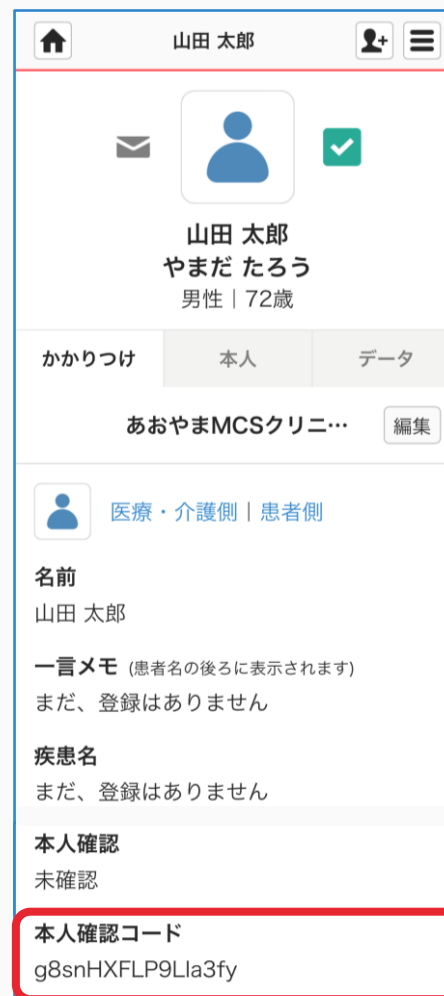 山田 太郎
山田 太郎
やまだ たろう
男性｜72歳
かかりつけ 本人 データ
あおやまMCSクリニ… 編集
医療・介護側｜患者側
名前
山田 太郎
一言メモ (患者名の後ろに表示されます)
まだ、登録はありません
疾患名
まだ、登録はありません
本人確認
未確認
本人確認コード
g8snHXFLP9Lla3fy